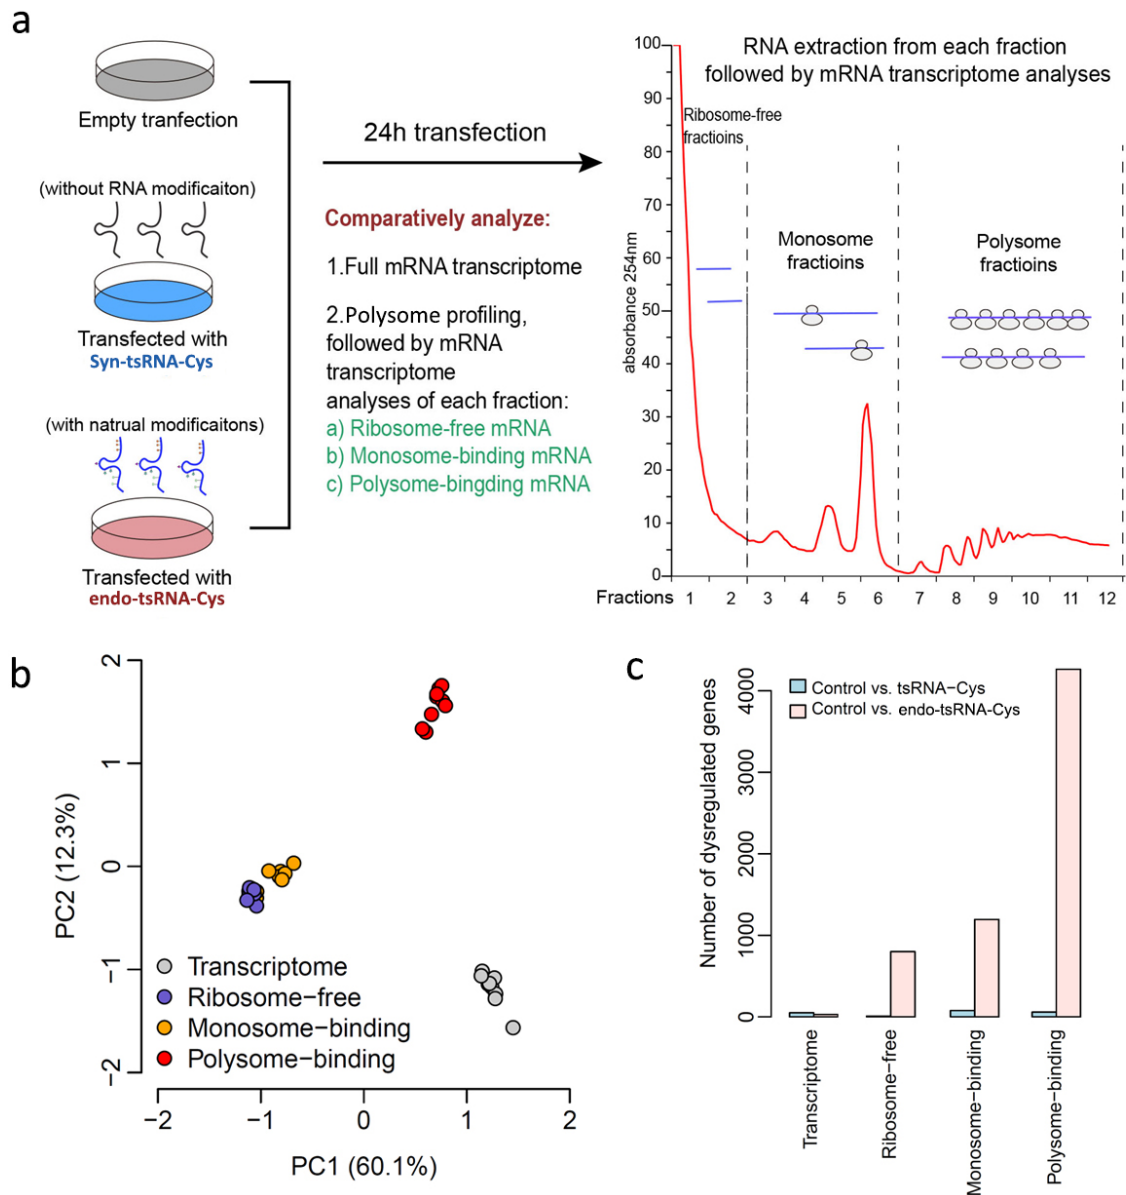 a
Empty tranfection
(without RNA modificaiton)
Transfected with
Syn-tsRNA-Cys
(with natrual modificaitons)
Transfected with
endo-tsRNA-Cys
24h transfection
Comparatively analyze:
1.Full mRNA transcriptome
2.Polysome profiling,
followed by mRNA
transcriptome
analyses of each fraction:
a) Ribosome-free mRNA
b) Monosome-binding mRNA
c) Polysome-bingding mRNA
RNA extraction from each fraction
followed by mRNA transcriptome analyses
absorbance 254nm
100
90
80
70
60
50
40
30
20
10
0
Ribosome-free
fractioins
Monosome
fractioins
Polysome
fractioins
Fractions 1 2 3 4 5 6 7 8 9 10 11 12
b
PC2 (12.3%)
2
1
0
−1
−2
Transcriptome
Ribosome−free
Monosome−binding
Polysome−binding
−2 −1 0 1 2
PC1 (60.1%)
c
Number of dysregulated genes
4000
3000
2000
1000
0
Control vs. tsRNA−Cys
Control vs. endo-tsRNA-Cys
Transcriptome
Ribosome−free
Monosome−binding
Polysome−binding